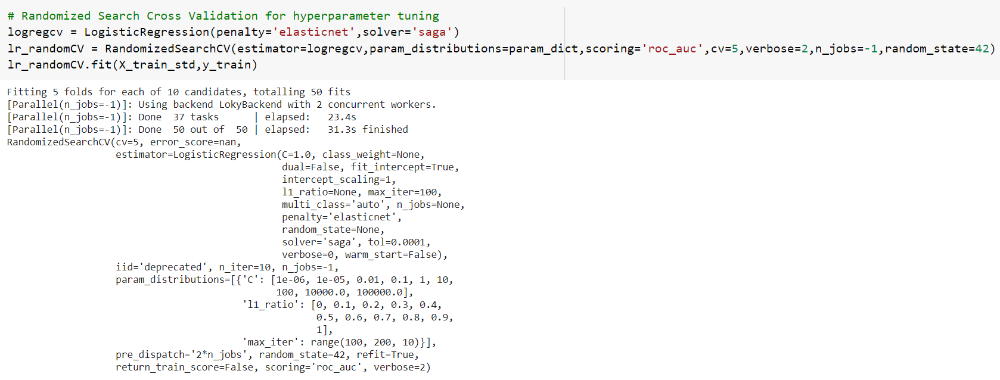 # Randomized Search Cross Validation for hyperparameter tuning
logregcv = LogisticRegression(penalty='elasticnet',solver='saga')
lr_randomCV = RandomizedSearchCV(estimator=logregcv,param_distributions=param_dict,scoring='roc_auc',cv=5,verbose=2,n_jobs=-1,random_state=42)
lr_randomCV.fit(X_train_std,y_train)
Fitting 5 folds for each of 10 candidates, totalling 50 fits
[Parallel(n_jobs=-1)]: Using backend LokyBackend with 2 concurrent workers.
[Parallel(n_jobs=-1)]: Done  37 tasks      | elapsed:   23.4s
[Parallel(n_jobs=-1)]: Done  50 out of  50 | elapsed:   31.3s finished
RandomizedSearchCV(cv=5, error_score=nan,
                   estimator=LogisticRegression(C=1.0, class_weight=None,
                                                dual=False, fit_intercept=True,
                                                intercept_scaling=1,
                                                l1_ratio=None, max_iter=100,
                                                multi_class='auto', n_jobs=None,
                                                penalty='elasticnet',
                                                random_state=None,
                                                solver='saga', tol=0.0001,
                                                verbose=0, warm_start=False),
                   iid='deprecated', n_iter=10, n_jobs=-1,
                   param_distributions=[{'C': [1e-06, 1e-05, 0.01, 0.1, 1, 10,
                                               100, 10000.0, 100000.0],
                                         'l1_ratio': [0, 0.1, 0.2, 0.3, 0.4,
                                                      0.5, 0.6, 0.7, 0.8, 0.9,
                                                      1],
                                         'max_iter': range(100, 200, 10)}],
                   pre_dispatch='2*n_jobs', random_state=42, refit=True,
                   return_train_score=False, scoring='roc_auc', verbose=2)